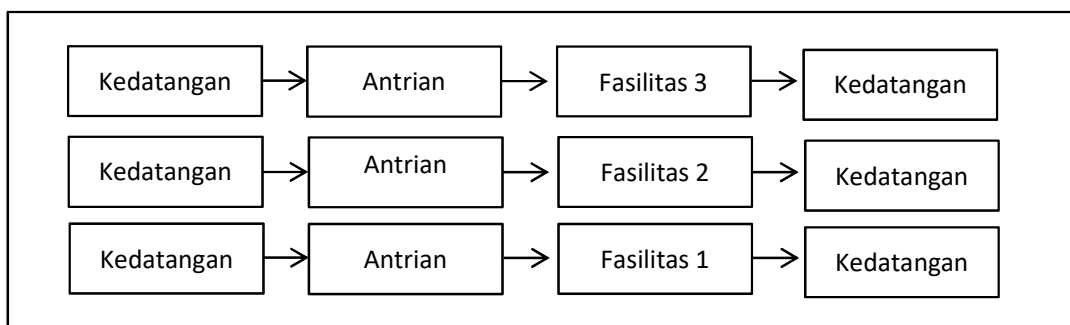 Kedatangan Antrian Fasilitas 3 Kedatangan
Kedatangan Antrian Fasilitas 2 Kedatangan
Kedatangan Antrian Fasilitas 1 Kedatangan